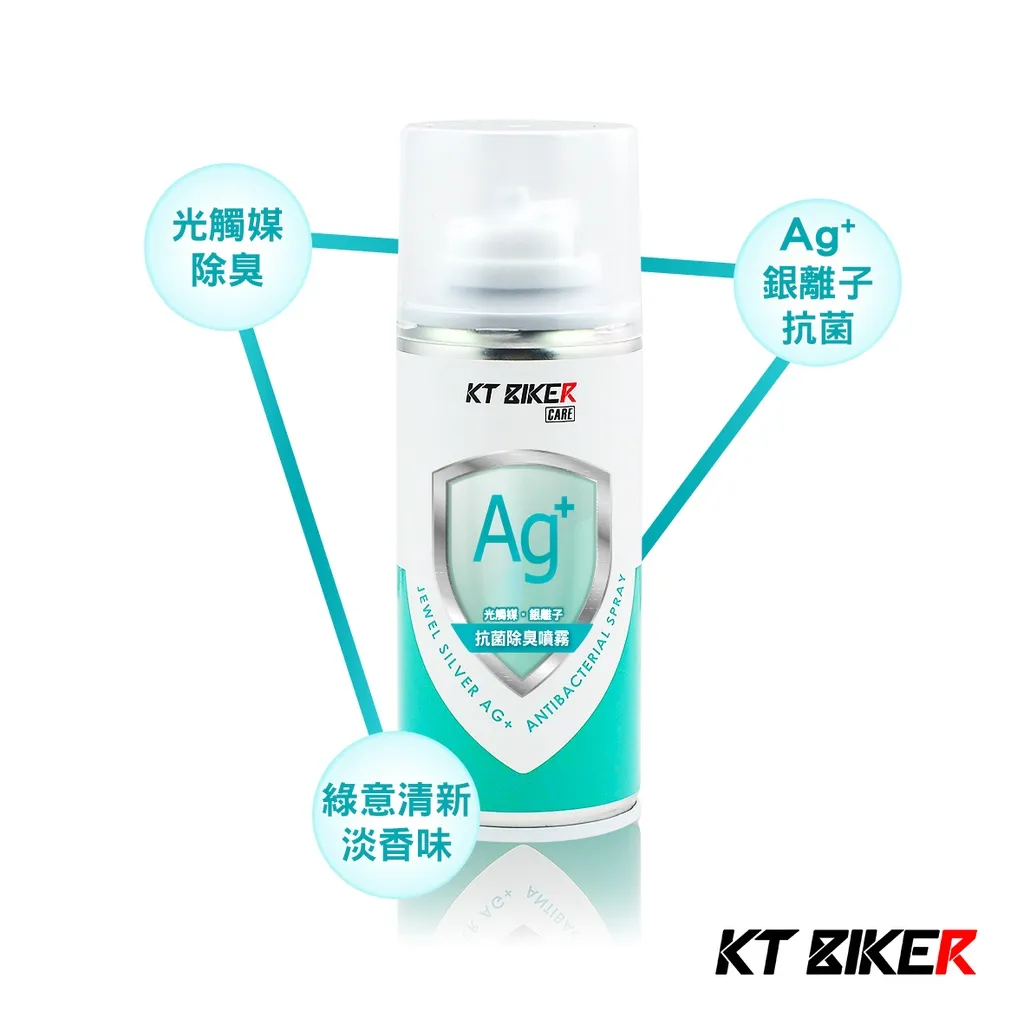 光觸媒
除臭
Ag⁺
銀離子
抗菌
KT BIKER
CARE
Ag⁺
光觸媒・銀離子
抗菌除臭噴霧
JEWEL SILVER AG+ ANTIBACTERIAL SPRAY
綠意清新
淡香味
KT BIKER